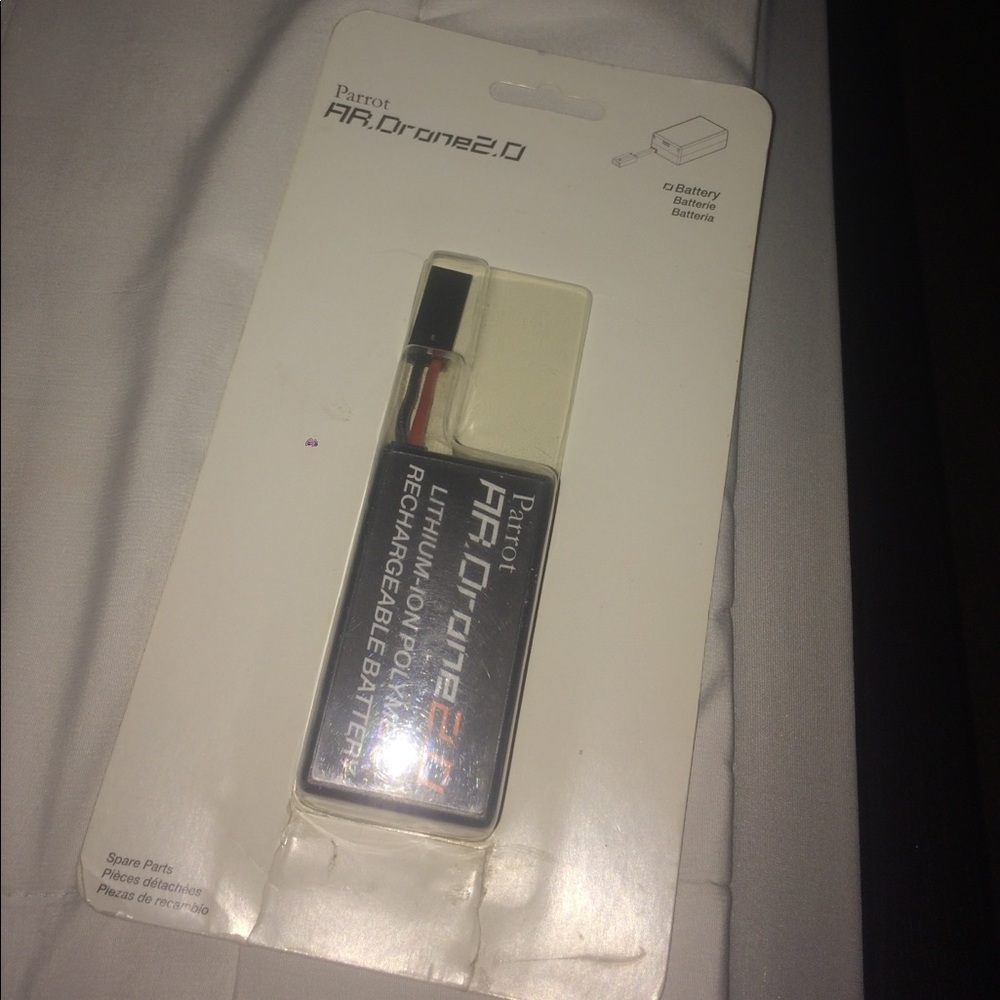 Parrot
AR.Drone2.0
Battery
Batterie
Batteria
Parrot
AR.Drone2.0
LITHIUM-ION POLYMER
RECHARGEABLE BATTERY
Spare Parts
Pièces détachées
Piezas de recambio